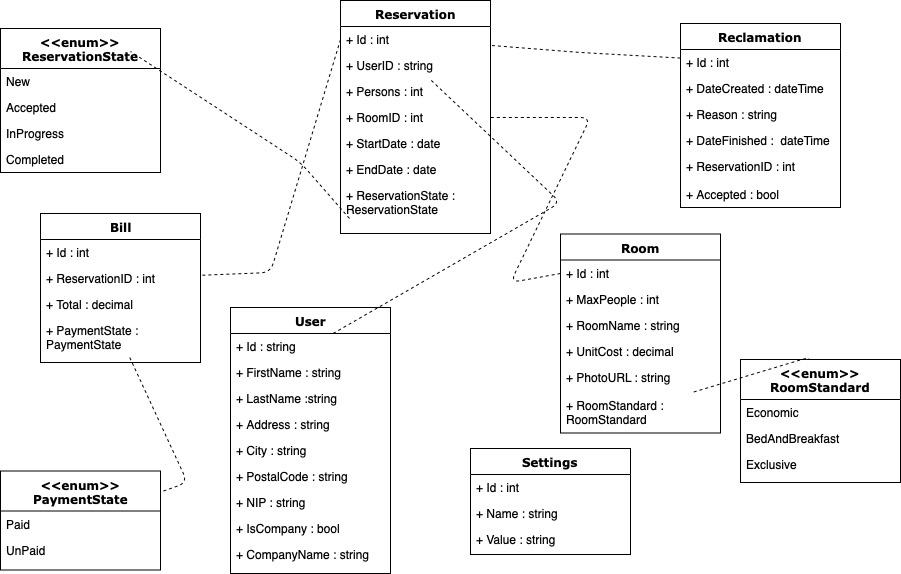 Reservation
+ Id : int
+ UserID : string
+ Persons : int
+ RoomID : int
+ StartDate : date
+ EndDate : date
+ ReservationState :
ReservationState
<<enum>>
ReservationState
New
Accepted
InProgress
Completed
Reclamation
+ Id : int
+ DateCreated : dateTime
+ Reason : string
+ DateFinished :  dateTime
+ ReservationID : int
+ Accepted : bool
Bill
+ Id : int
+ ReservationID : int
+ Total : decimal
+ PaymentState :
PaymentState
Room
+ Id : int
+ MaxPeople : int
+ RoomName : string
+ UnitCost : decimal
+ PhotoURL : string
+ RoomStandard :
RoomStandard
User
+ Id : string
+ FirstName : string
+ LastName :string
+ Address : string
+ City : string
+ PostalCode : string
+ NIP : string
+ IsCompany : bool
+ CompanyName : string
<<enum>>
RoomStandard
Economic
BedAndBreakfast
Exclusive
Settings
+ Id : int
+ Name : string
+ Value : string
<<enum>>
PaymentState
Paid
UnPaid